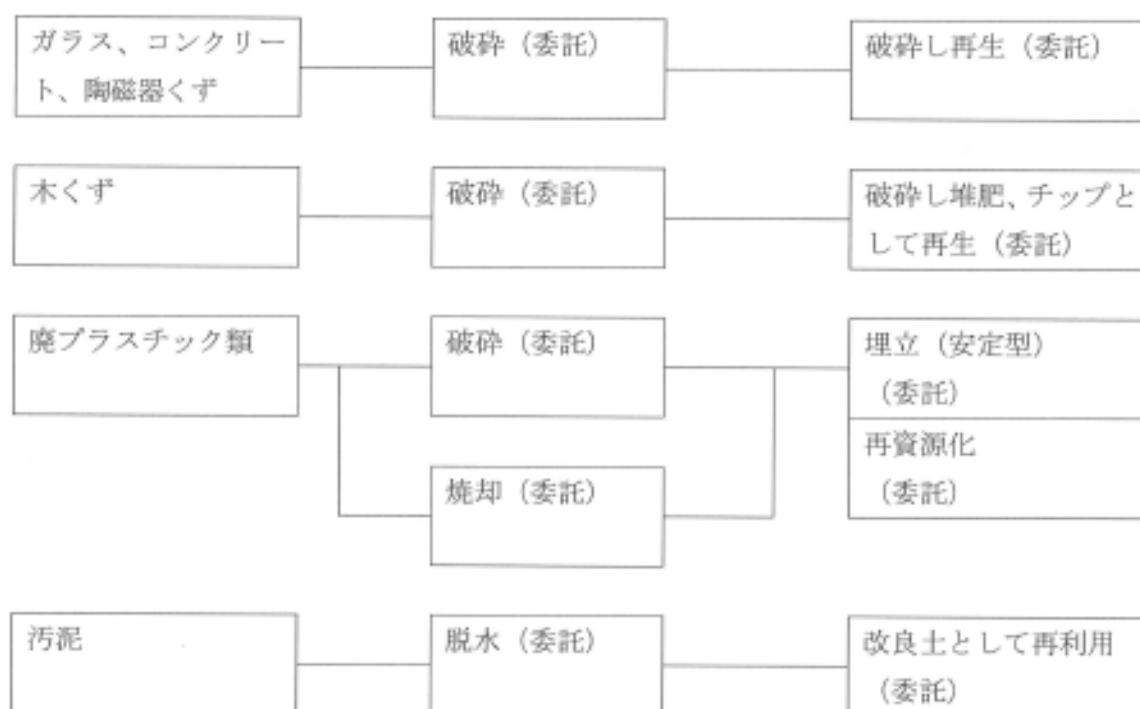 ガラス、コンクリー
ト、陶磁器くず
破砕（委託）
破砕し再生（委託）
木くず
破砕（委託）
破砕し堆肥、チップと
して再生（委託）
廃プラスチック類
破砕（委託）
埋立（安定型）
（委託）
焼却（委託）
再資源化
（委託）
汚泥
脱水（委託）
改良土として再利用
（委託）